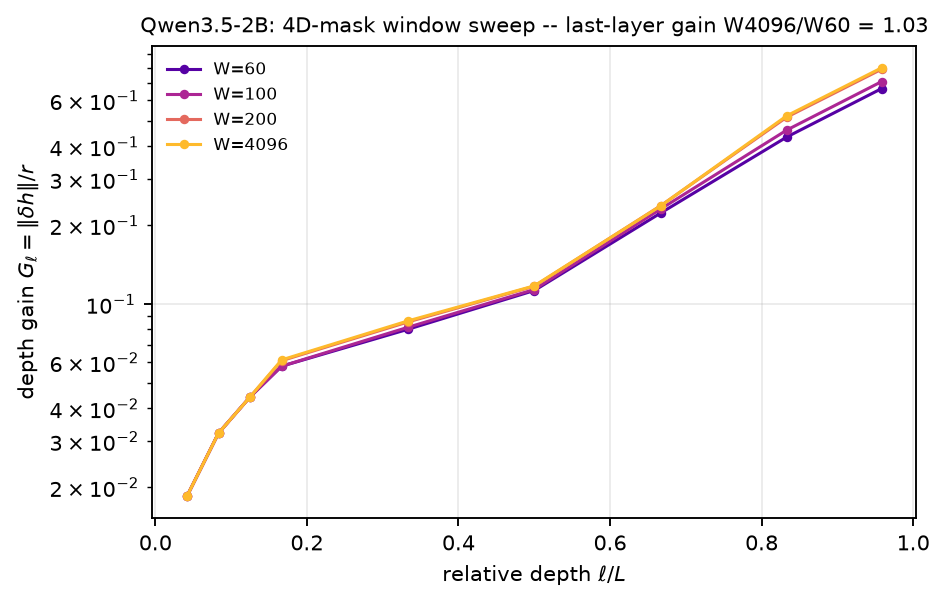 Qwen3.5-2B: 4D-mask window sweep -- last-layer gain W4096/W60 = 1.03
W=60
W=100
W=200
W=4096
depth gain $G_\ell = \|\delta h\|/r$
6 × 10⁻¹
4 × 10⁻¹
3 × 10⁻¹
2 × 10⁻¹
10⁻¹
6 × 10⁻²
4 × 10⁻²
3 × 10⁻²
2 × 10⁻²
0.0 0.2 0.4 0.6 0.8 1.0
relative depth ℓ/L